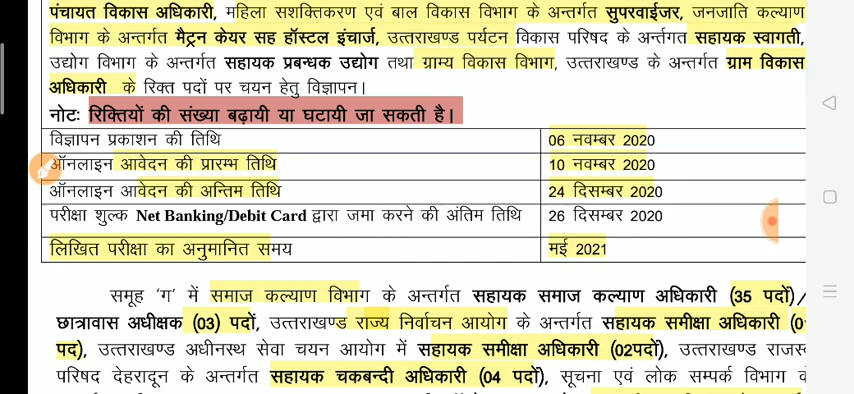 पंचायत विकास अधिकारी, महिला सशक्तिकरण एवं बाल विकास विभाग के अन्तर्गत सुपरवाईजर, जनजाति कल्याण
विभाग के अन्तर्गत मैट्रन केयर सह हॉस्टल इंचार्ज, उत्तराखण्ड पर्यटन विकास परिषद के अर्न्तगत सहायक स्वागती,
उद्योग विभाग के अन्तर्गत सहायक प्रबन्धक उद्योग तथा ग्राम्य विकास विभाग, उत्तराखण्ड के अन्तर्गत ग्राम विकास
अधिकारी के रिक्त पदों पर चयन हेतु विज्ञापन।
नोटः रिक्तियों की संख्या बढ़ायी या घटायी जा सकती है।
विज्ञापन प्रकाशन की तिथि 06 नवम्बर 2020
ऑनलाइन आवेदन की प्रारम्भ तिथि 10 नवम्बर 2020
ऑनलाइन आवेदन की अन्तिम तिथि 24 दिसम्बर 2020
परीक्षा शुल्क Net Banking/Debit Card द्वारा जमा करने की अंतिम तिथि 26 दिसम्बर 2020
लिखित परीक्षा का अनुमानित समय मई 2021
समूह 'ग' में समाज कल्याण विभाग के अन्तर्गत सहायक समाज कल्याण अधिकारी (35 पदों)/
छात्रावास अधीक्षक (03) पदों, उत्तराखण्ड राज्य निर्वाचन आयोग के अन्तर्गत सहायक समीक्षा अधिकारी
पद), उत्तराखण्ड अधीनस्थ सेवा चयन आयोग में सहायक समीक्षा अधिकारी (02पदों), उत्तराखण्ड
परिषद देहरादून के अन्तर्गत सहायक चकबन्दी अधिकारी (04 पदों), सूचना एवं लोक सम्पर्क विभाग